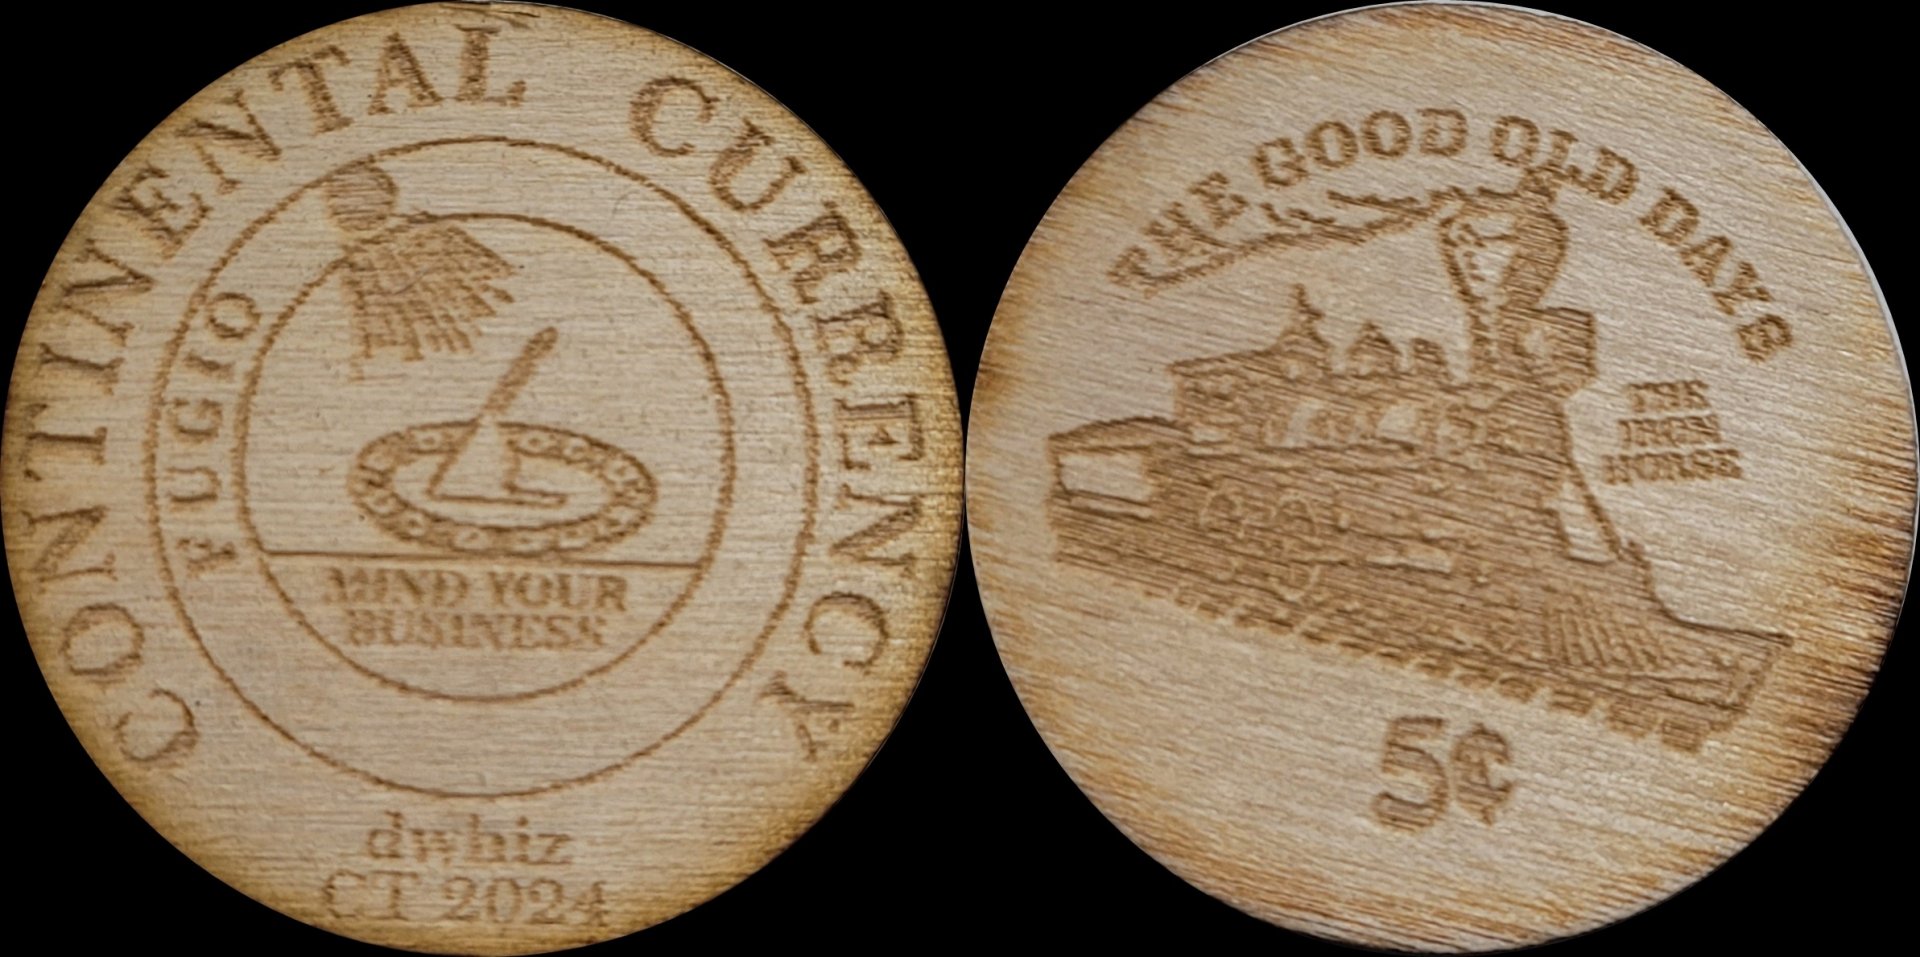 CONTINENTAL CURRENCY
FUGIO
MIND YOUR
BUSINESS
dwhiz
CT 2024
THE GOOD OLD DAYS
THE
IRON
HORSE
5¢